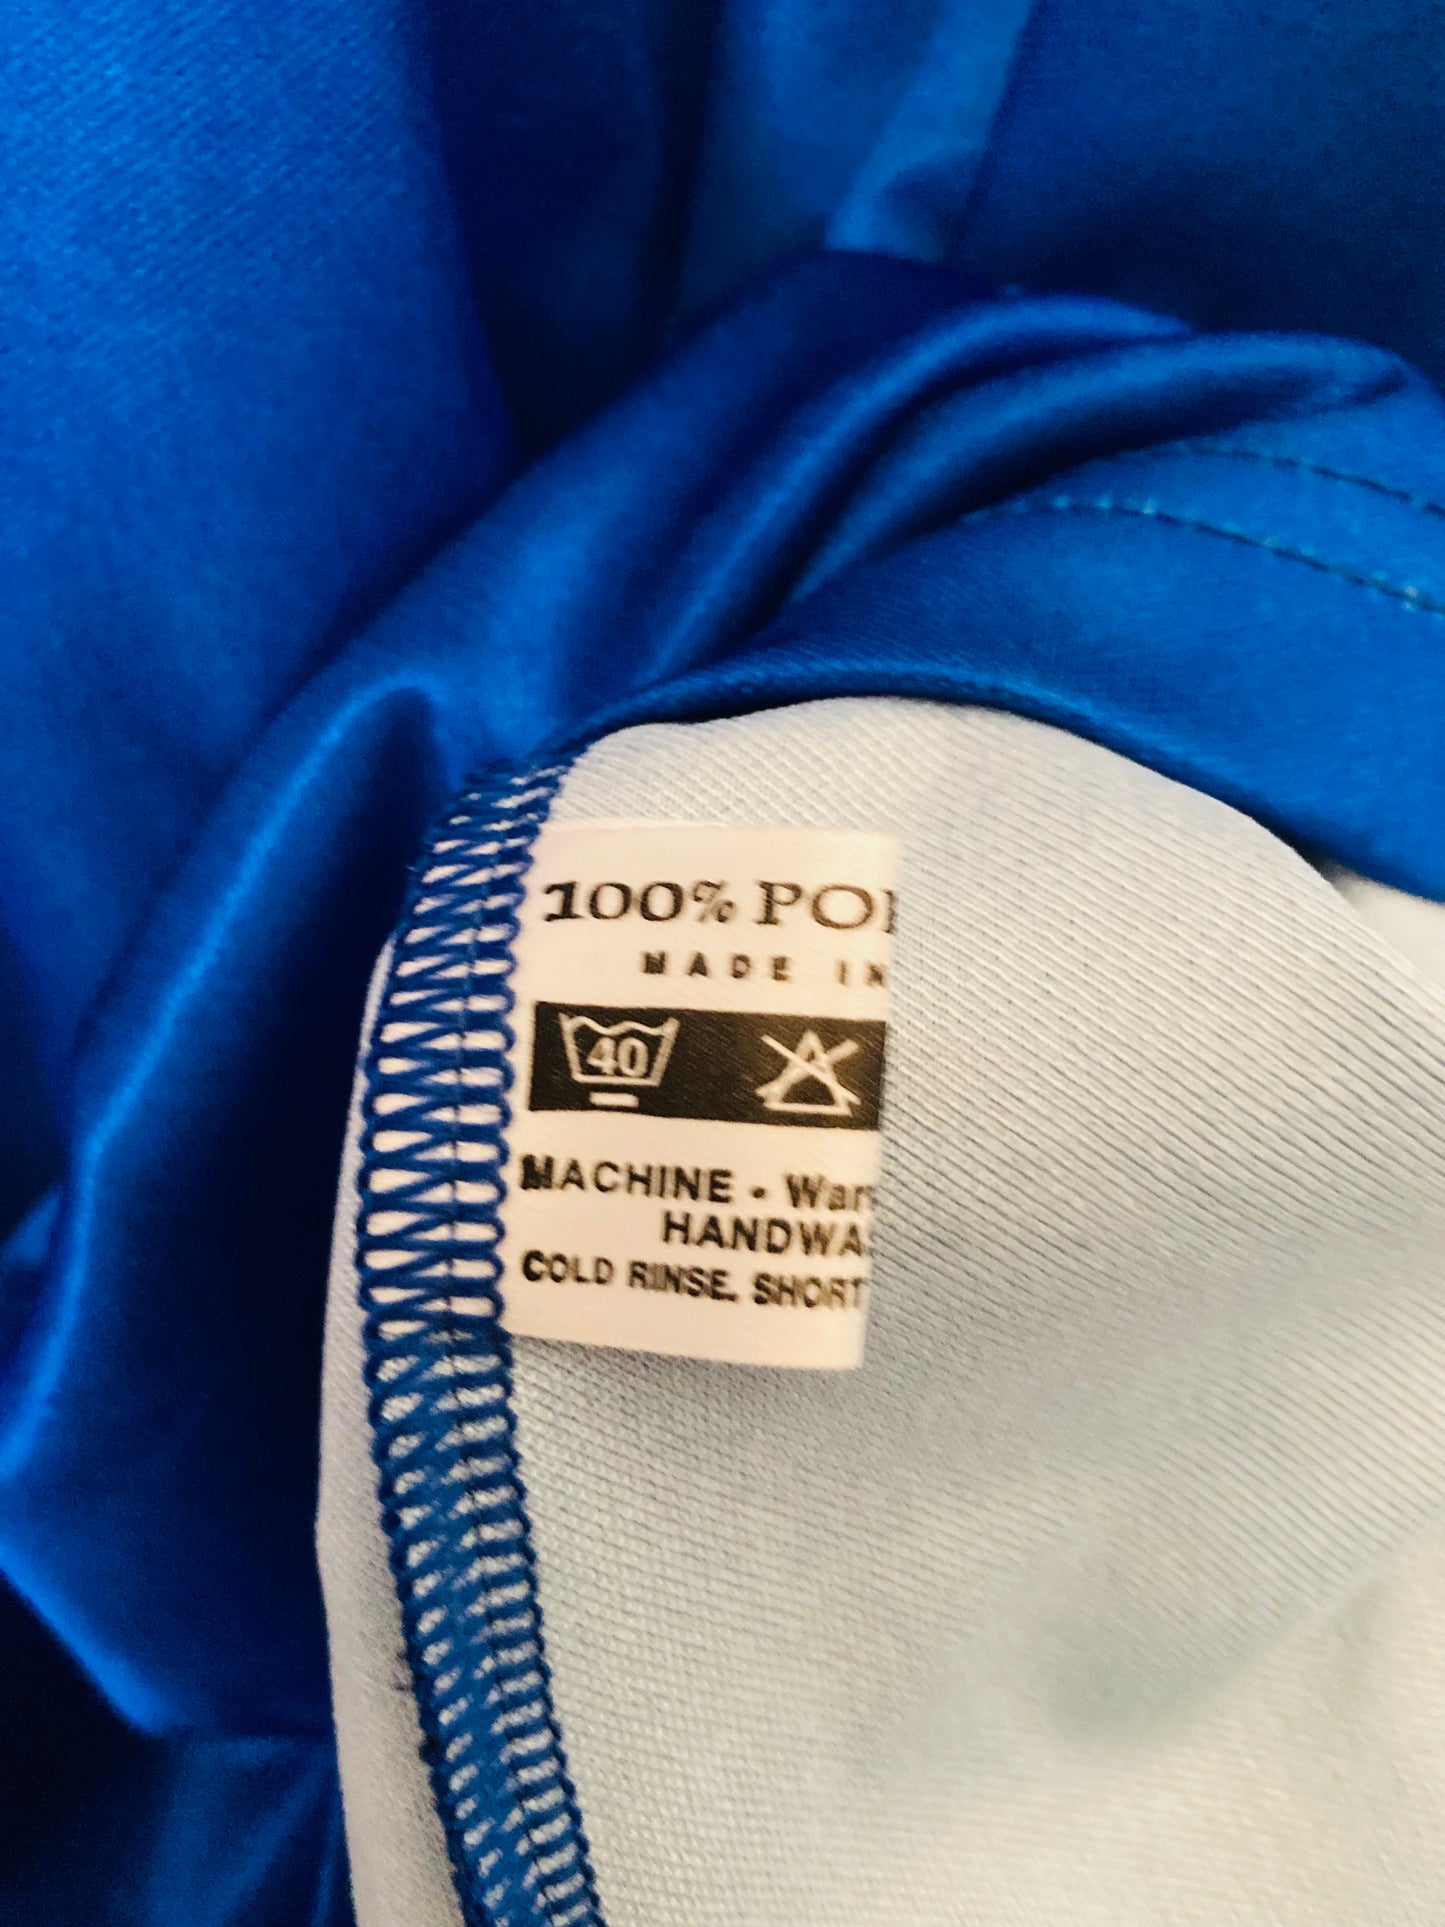 100% PO
MADE IN
40
MACHINE - War
HANDWA
COLD RINSE. SHORT